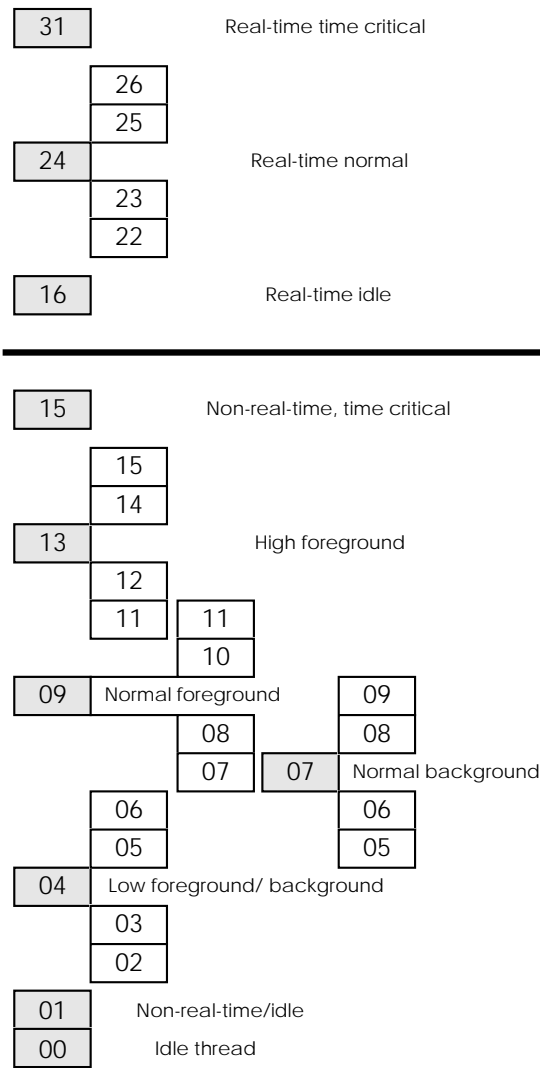 31 Real-time time critical
26
25
24 Real-time normal
23
22
16 Real-time idle
15 Non-real-time, time critical
15
14
13 High foreground
12
11 11
10
09 Normal foreground 09
08 08
07 07 Normal background
06 06
05 05
04 Low foreground/ background
03
02
01 Non-real-time/idle
00 Idle thread